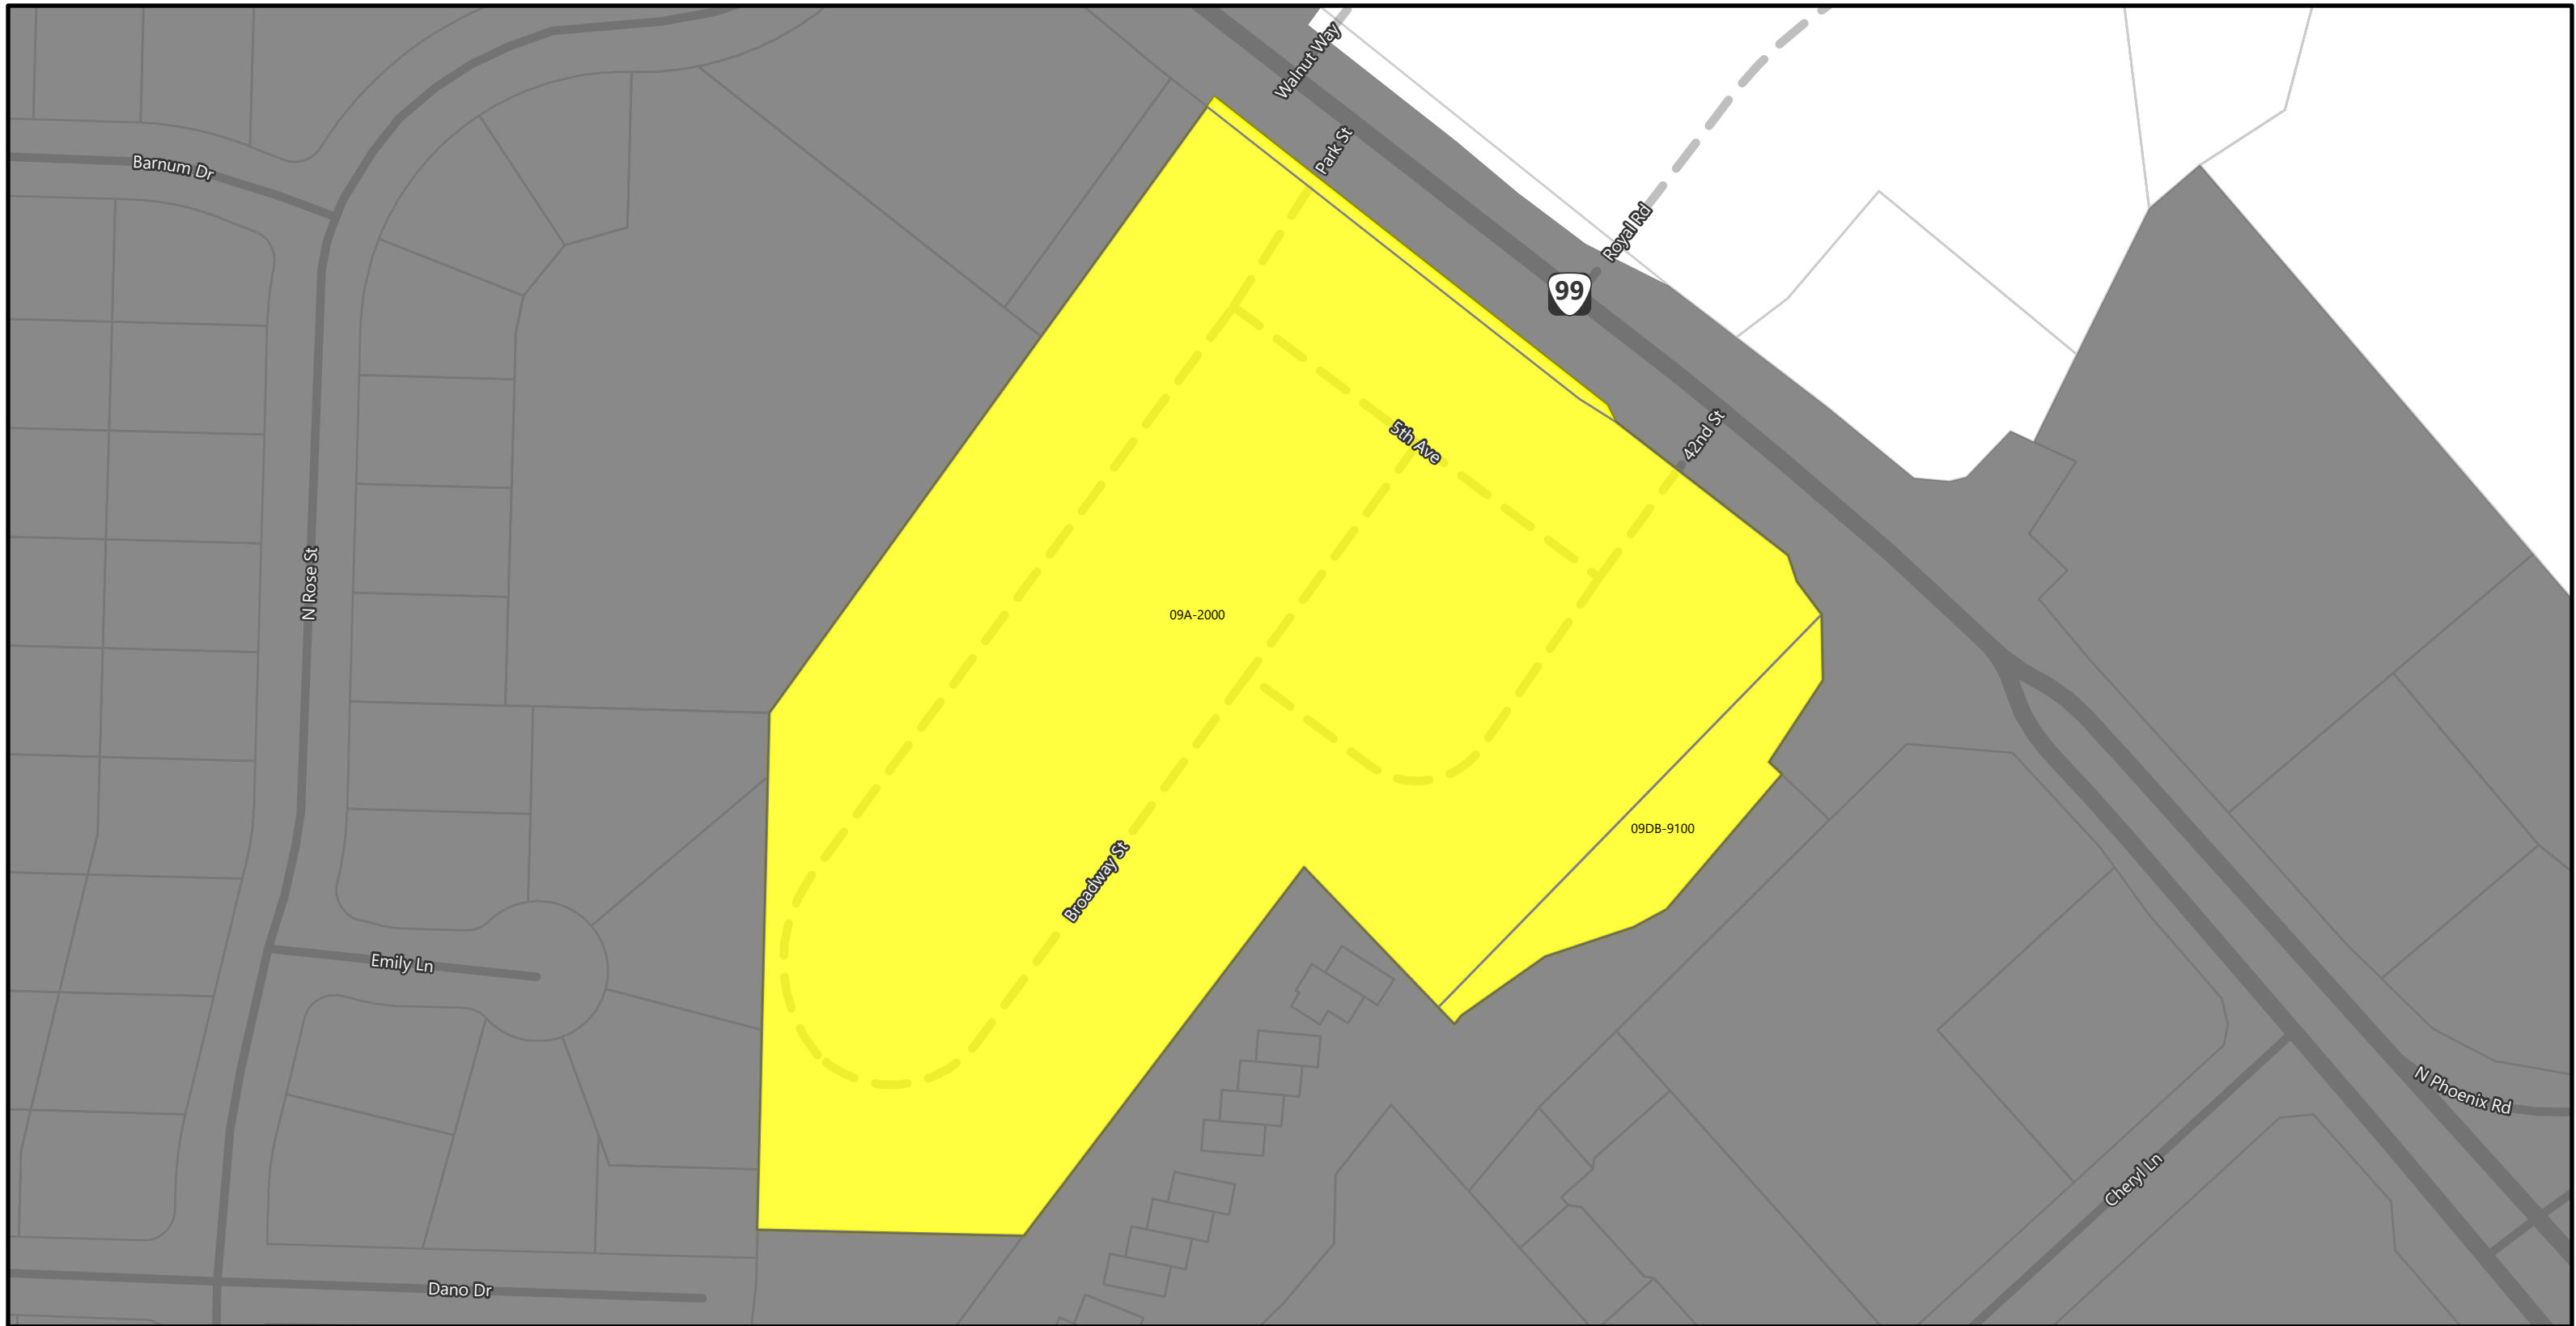 Walnut Way
Park St
Barnum Dr
Royal Rd
99
42nd St
5th Ave
N Rose St
09A-2000
09DB-9100
Broadway St
Emily Ln
N Phoenix Rd
Cheryl Ln
Dano Dr